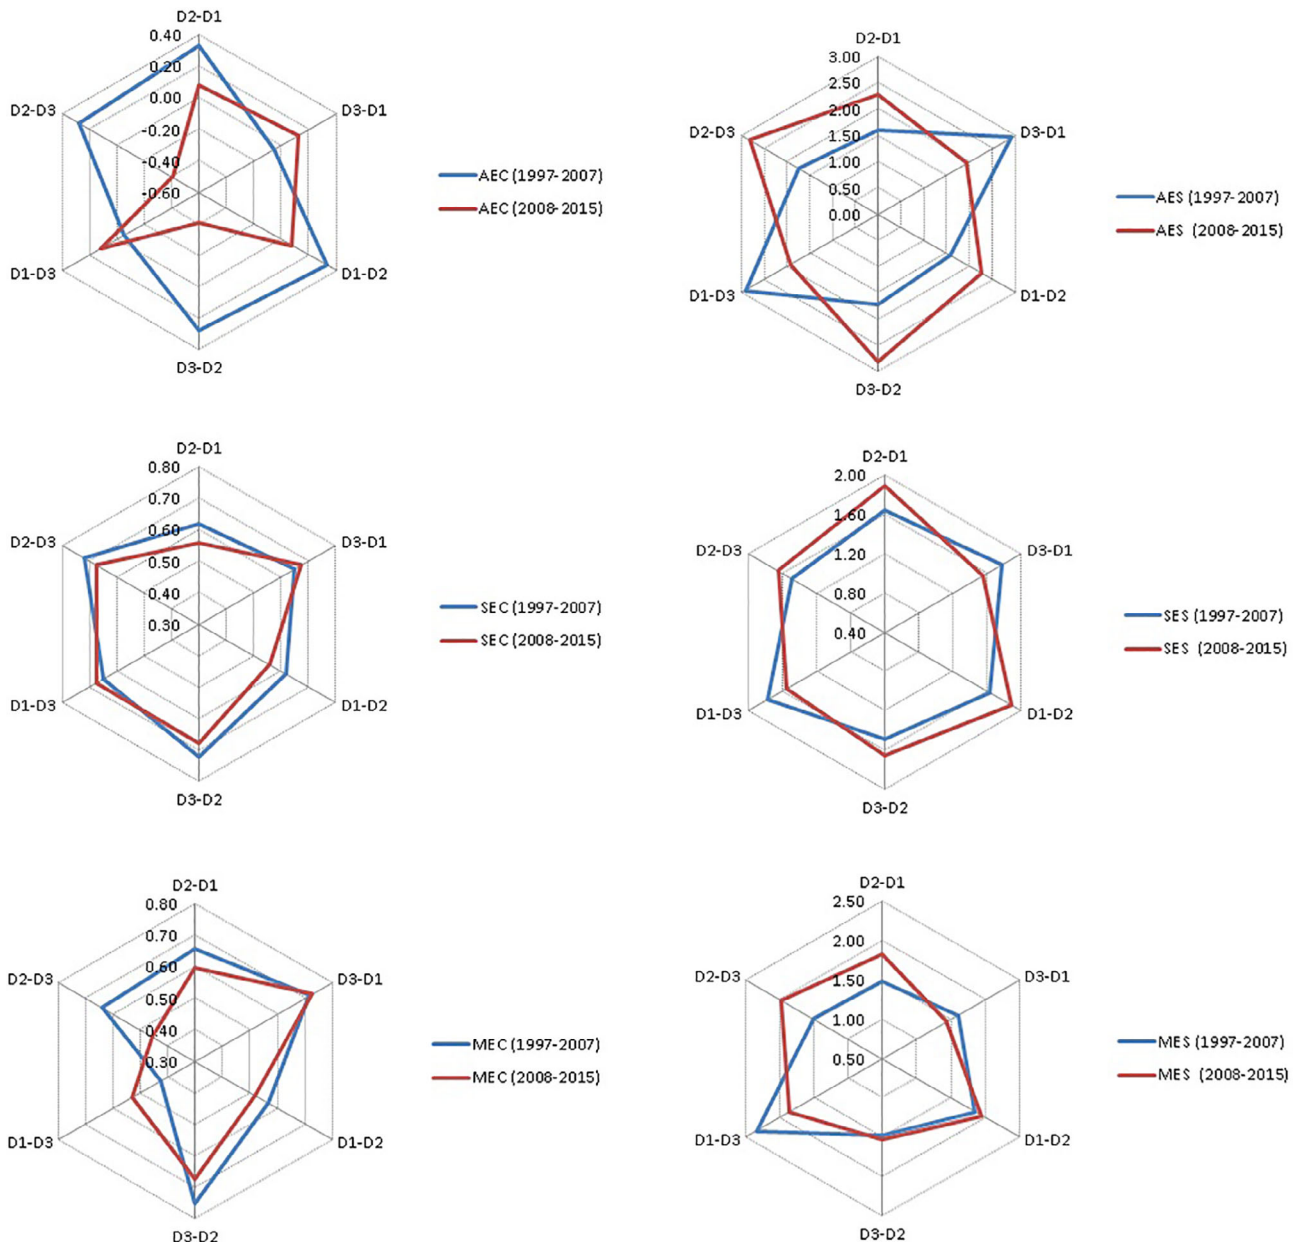 D2-D1
0.40
0.20
0.00
-0.20
-0.40
-0.60
D3-D1
D1-D2
D3-D2
D1-D3
D2-D3
AEC (1997-2007)
AEC (2008-2015)
D2-D1
3.00
2.50
2.00
1.50
1.00
0.50
0.00
D3-D1
D1-D2
D3-D2
D1-D3
D2-D3
AES (1997-2007)
AES (2008-2015)
D2-D1
0.80
0.70
0.60
0.50
0.40
0.30
D3-D1
D1-D2
D3-D2
D1-D3
D2-D3
SEC (1997-2007)
SEC (2008-2015)
D2-D1
2.00
1.60
1.20
0.80
0.40
D3-D1
D1-D2
D3-D2
D1-D3
D2-D3
SES (1997-2007)
SES (2008-2015)
D2-D1
0.80
0.70
0.60
0.50
0.40
0.30
D3-D1
D1-D2
D3-D2
D1-D3
D2-D3
MEC (1997-2007)
MEC (2008-2015)
D2-D1
2.50
2.00
1.50
1.00
0.50
D3-D1
D1-D2
D3-D2
D1-D3
D2-D3
MES (1997-2007)
MES (2008-2015)